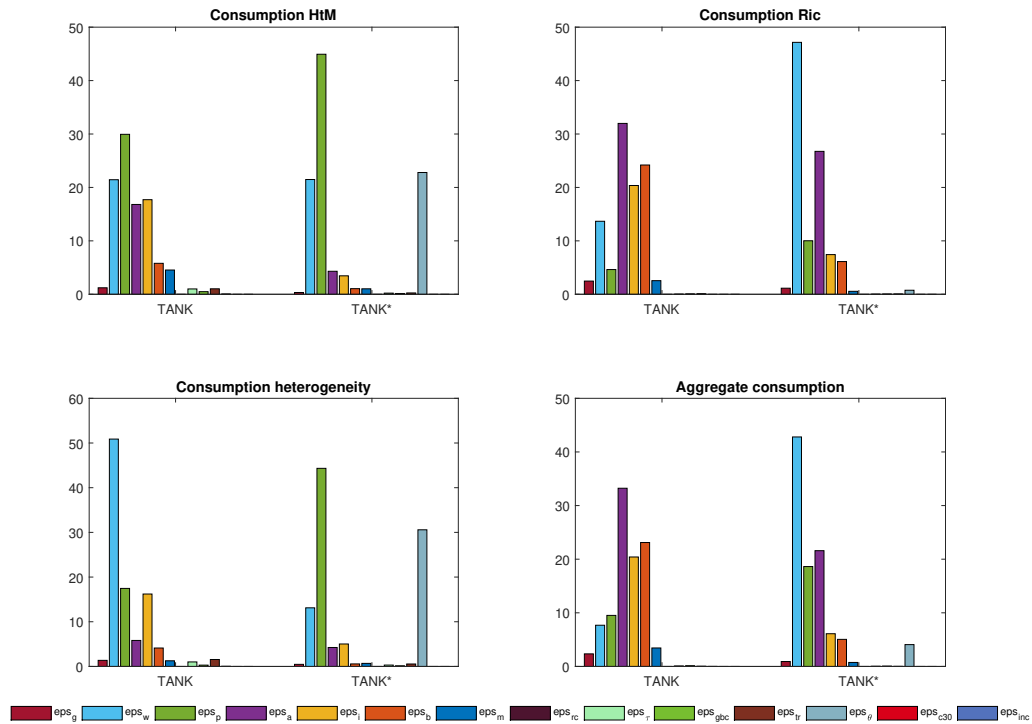 Consumption HtM
50
40
30
20
10
0
TANK TANK*
Consumption Ric
50
40
30
20
10
0
TANK TANK*
Consumption heterogeneity
60
50
40
30
20
10
0
TANK TANK*
Aggregate consumption
50
40
30
20
10
0
TANK TANK*
eps_g eps_w eps_p eps_a eps_i eps_b eps_m eps_rc eps_τ eps_gbc eps_tr eps_θ eps_c30